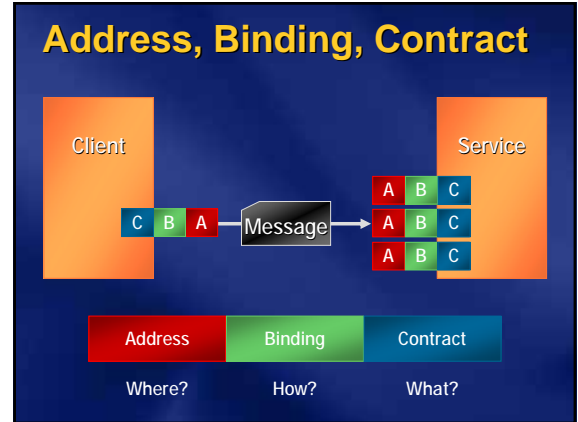 Address, Binding, Contract
Client
Service
A B C
C B A
Message
A B C
A B C
Address Binding Contract
Where? How? What?